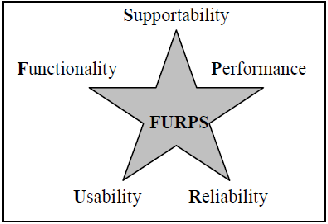 Supportability
Functionality
Performance
FURPS
Usability
Reliability